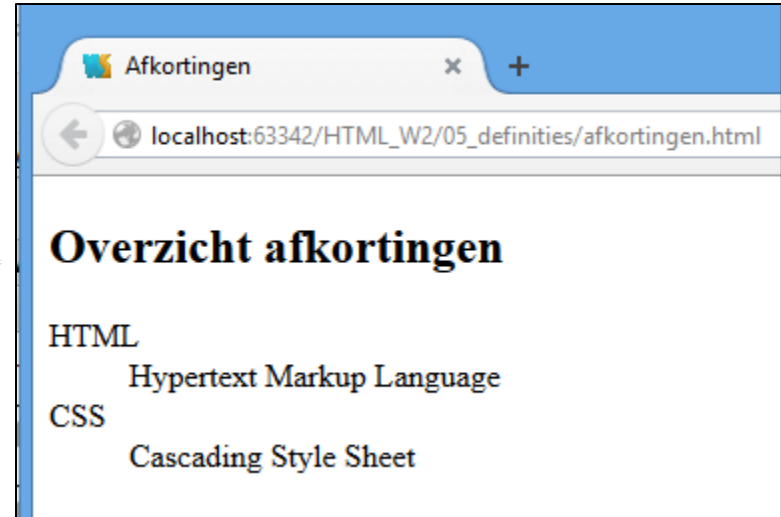 Afkortingen
localhost:63342/HTML_W2/05_definities/afkortingen.html
Overzicht afkortingen
HTML
Hypertext Markup Language
CSS
Cascading Style Sheet